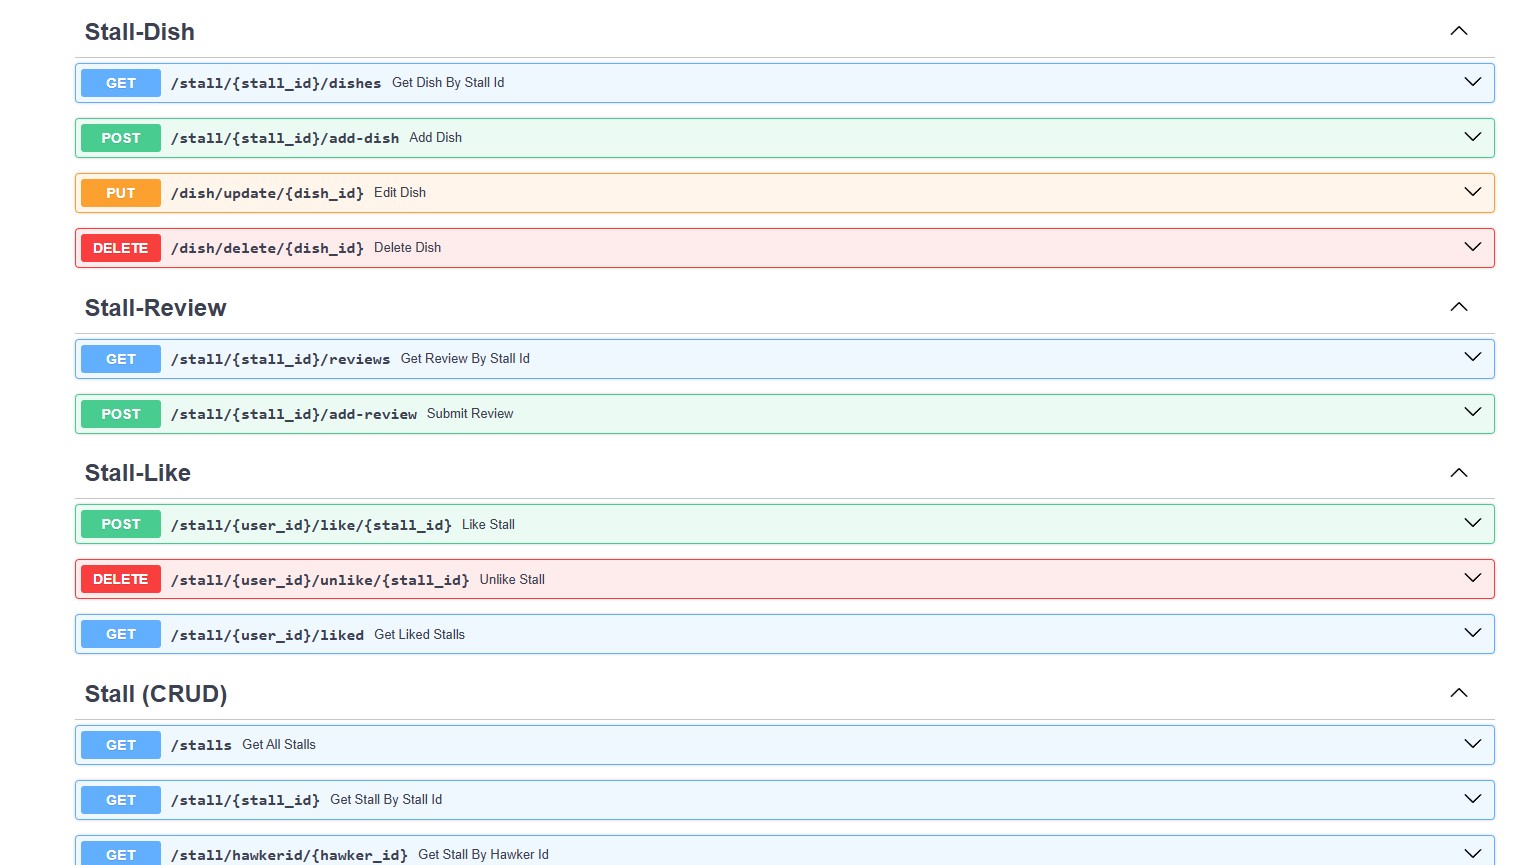 Stall-Dish
GET /stall/{stall_id}/dishes Get Dish By Stall Id
POST /stall/{stall_id}/add-dish Add Dish
PUT /dish/update/{dish_id} Edit Dish
DELETE /dish/delete/{dish_id} Delete Dish
Stall-Review
GET /stall/{stall_id}/reviews Get Review By Stall Id
POST /stall/{stall_id}/add-review Submit Review
Stall-Like
POST /stall/{user_id}/like/{stall_id} Like Stall
DELETE /stall/{user_id}/unlike/{stall_id} Unlike Stall
GET /stall/{user_id}/liked Get Liked Stalls
Stall (CRUD)
GET /stalls Get All Stalls
GET /stall/{stall_id} Get Stall By Stall Id
GET /stall/hawkerid/{hawker_id} Get Stall By Hawker Id